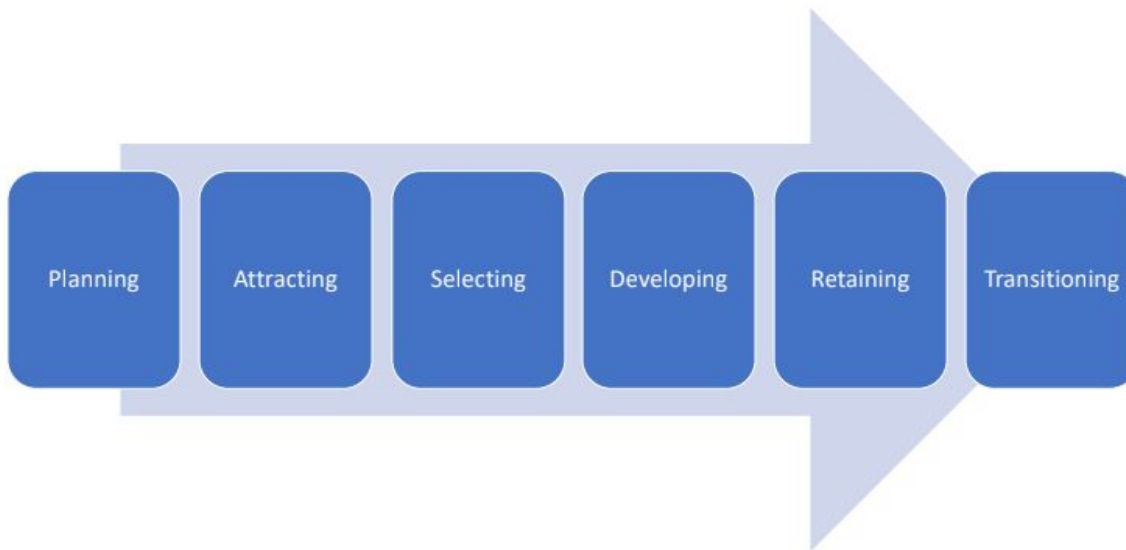 Planning
Attracting
Selecting
Developing
Retaining
Transitioning